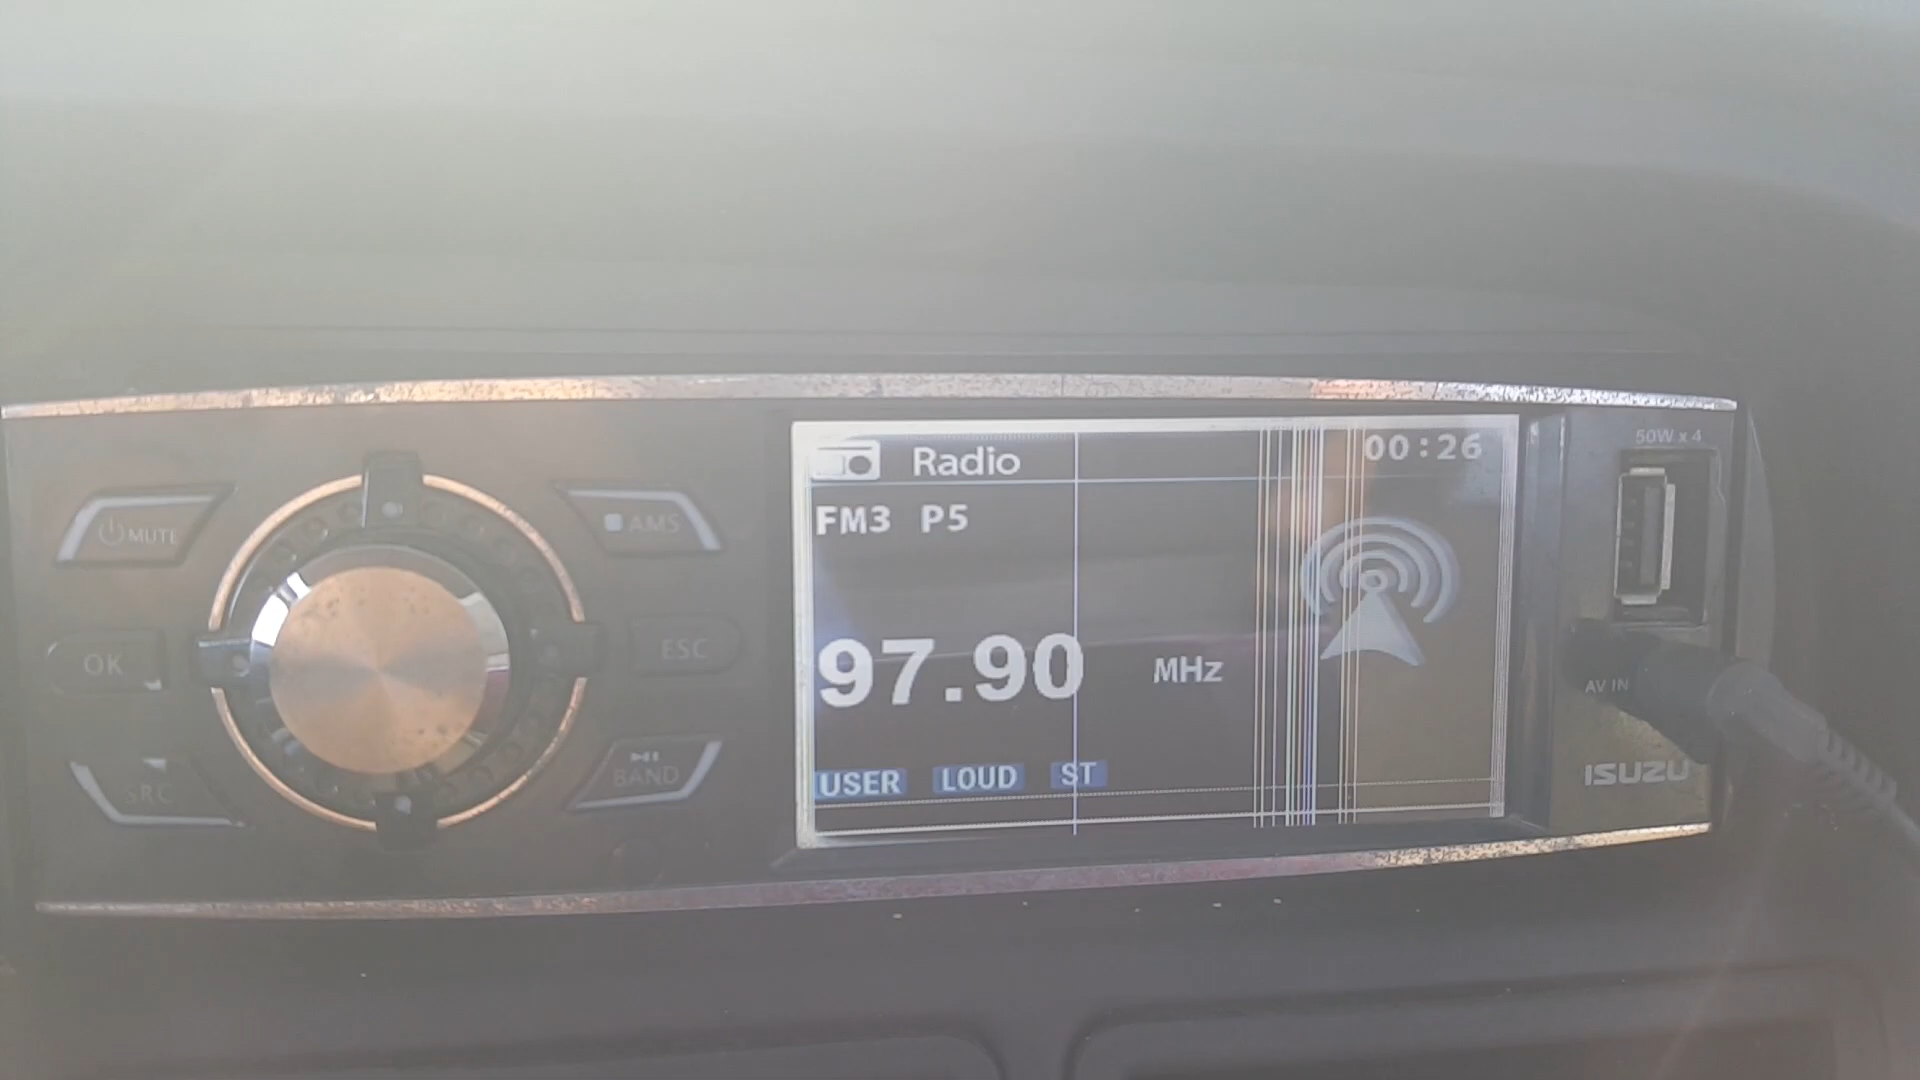 50W x 4
Radio 00:26
MUTE AMS FM3 P5
OK ESC 97.90 MHz
AV IN
SRC BAND USER LOUD ST ISUZU